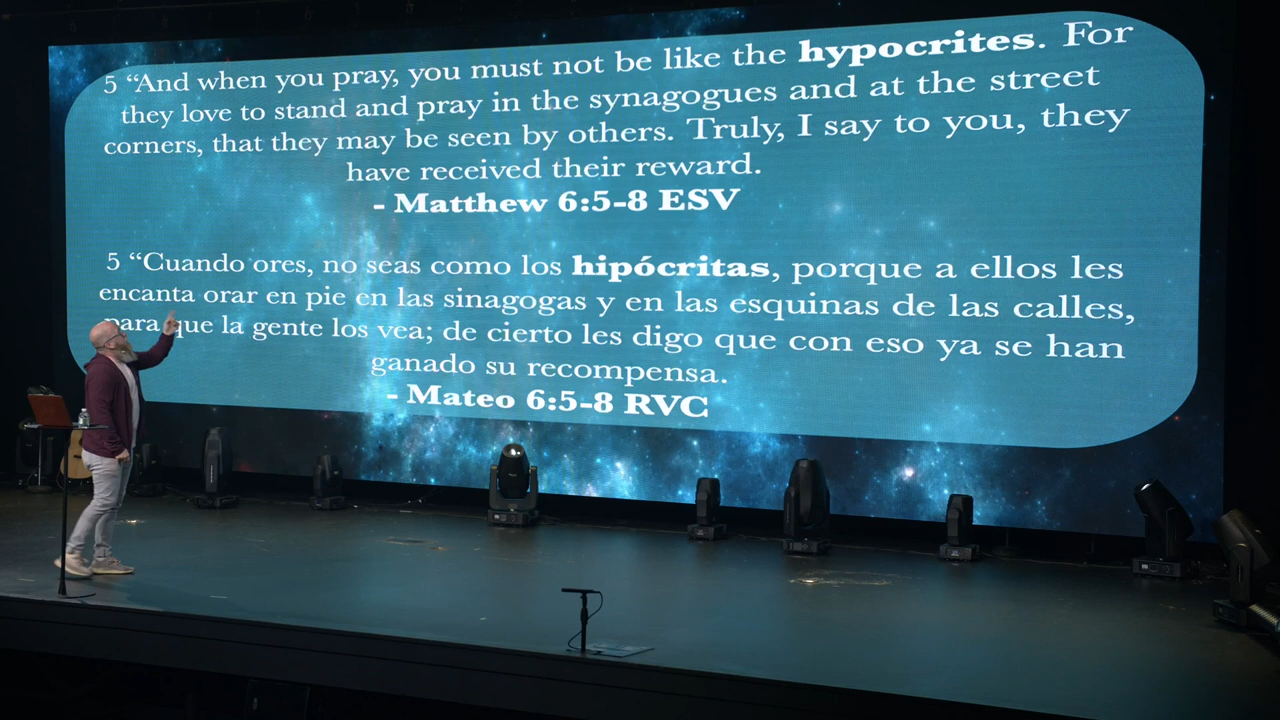 5 “And when you pray, you must not be like the hypocrites. For
they love to stand and pray in the synagogues and at the street
corners, that they may be seen by others. Truly, I say to you, they
have received their reward.
- Matthew 6:5-8 ESV
5 “Cuando ores, no seas como los hipócritas, porque a ellos les
encanta orar en pie en las sinagogas y en las esquinas de las calles,
para que la gente los vea; de cierto les digo que con eso ya se han
ganado su recompensa.
- Mateo 6:5-8 RVC